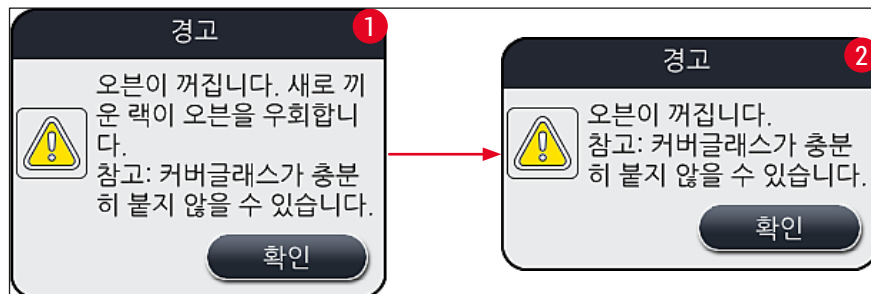 경고
1
오븐이 꺼집니다. 새로 끼
운 랙이 오븐을 우회합니
다.
참고: 커버글래스가 충분
히 붙지 않을 수 있습니다.
확인
경고
2
오븐이 꺼집니다.
참고: 커버글래스가 충분
히 붙지 않을 수 있습니다.
확인